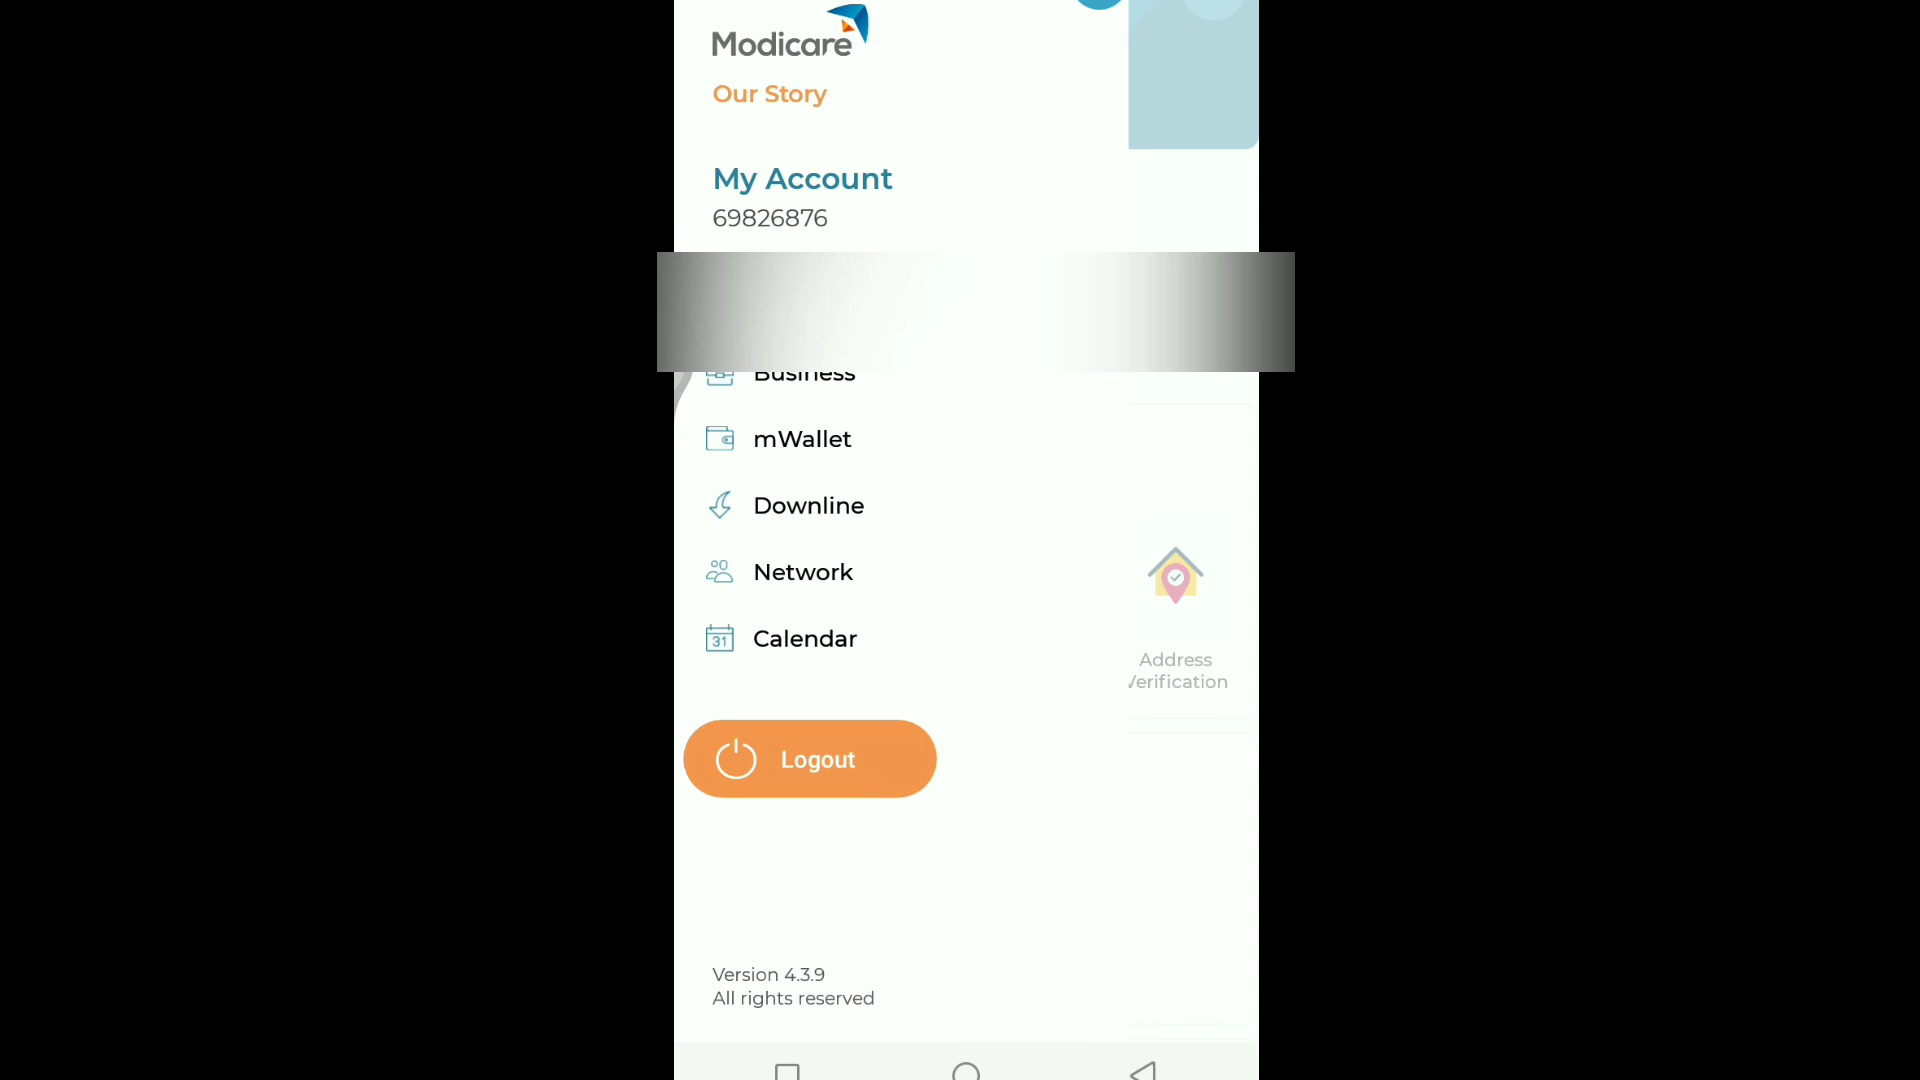 Modicare
Our Story
My Account
69826876
Business
mWallet
Downline
Network
31
Calendar
Address
Verification
Logout
Version 4.3.9
All rights reserved